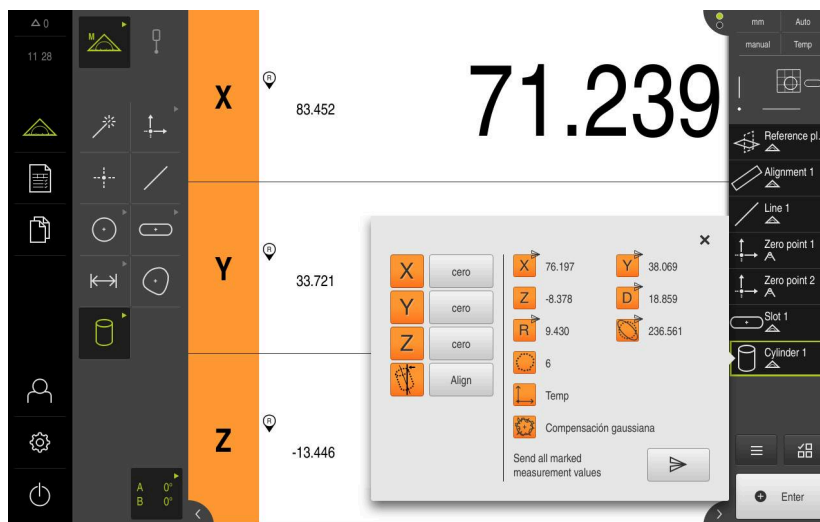 0
11 28
M
A 0°
B 0°
X
R
83.452
71.239
Y
R
33.721
Z
R
-13.446
X cero
Y cero
Z cero
Align
X 76.197 Y 38.069
Z -8.378 D 18.859
R 9.430 236.561
6
Temp
Compensación gaussiana
Send all marked
measurement values
mm Auto
manual Temp
Reference pl.
Alignment 1
Line 1
Zero point 1
Zero point 2
Slot 1
Cylinder 1
Enter